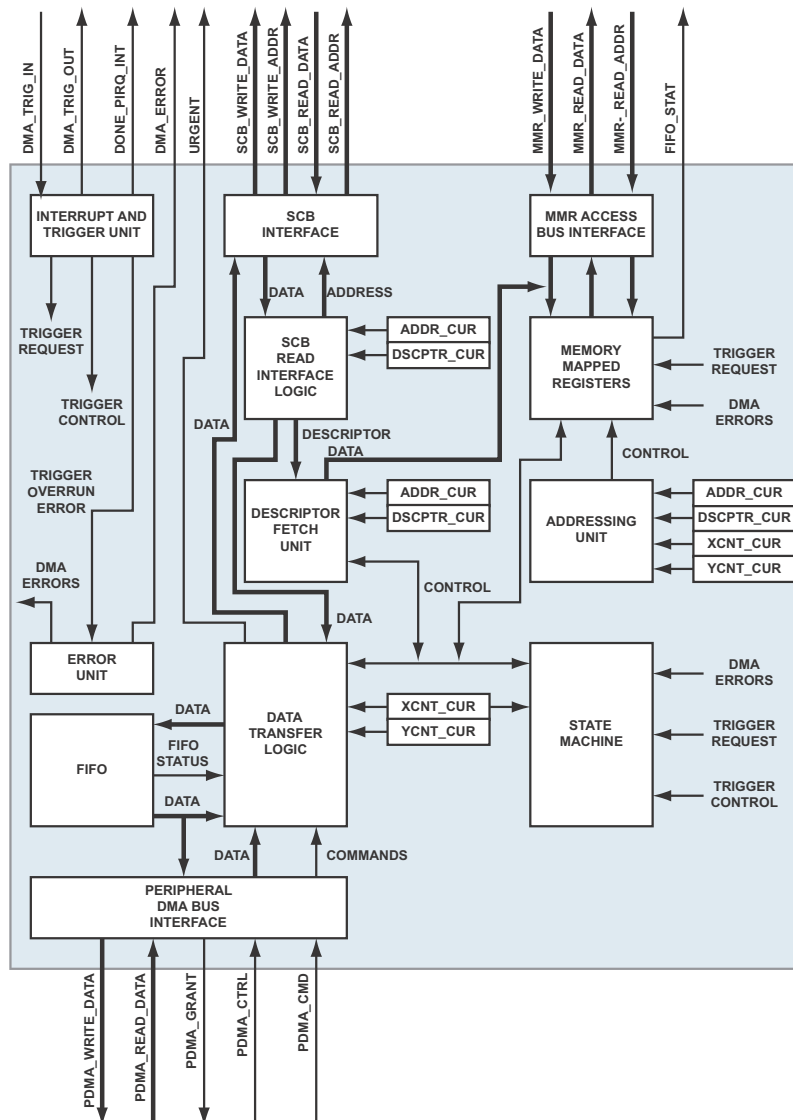 DMA_TRIG_IN
DMA_TRIG_OUT
DONE_PIRQ_INT
DMA_ERROR
URGENT
SCB_WRITE_DATA
SCB_WRITE_ADDR
SCB_READ_DATA
SCB_READ_ADDR
MMR_WRITE_DATA
MMR_READ_DATA
MMR-_READ_ADDR
FIFO_STAT
INTERRUPT AND
TRIGGER UNIT
SCB
INTERFACE
MMR ACCESS
BUS INTERFACE
DATA
ADDRESS
TRIGGER
REQUEST
SCB
READ
INTERFACE
LOGIC
ADDR_CUR
DSCPTR_CUR
MEMORY
MAPPED
REGISTERS
TRIGGER
REQUEST
DMA
ERRORS
TRIGGER
CONTROL
DATA
DESCRIPTOR
DATA
CONTROL
TRIGGER
OVERRUN
ERROR
DESCRIPTOR
FETCH
UNIT
ADDR_CUR
DSCPTR_CUR
ADDRESSING
UNIT
ADDR_CUR
DSCPTR_CUR
XCNT_CUR
YCNT_CUR
DMA
ERRORS
CONTROL
DATA
ERROR
UNIT
DATA
TRANSFER
LOGIC
XCNT_CUR
YCNT_CUR
STATE
MACHINE
DMA
ERRORS
TRIGGER
REQUEST
TRIGGER
CONTROL
DATA
FIFO
FIFO
STATUS
DATA
DATA
COMMANDS
PERIPHERAL
DMA BUS
INTERFACE
PDMA_WRITE_DATA
PDMA_READ_DATA
PDMA_GRANT
PDMA_CTRL
PDMA_CMD